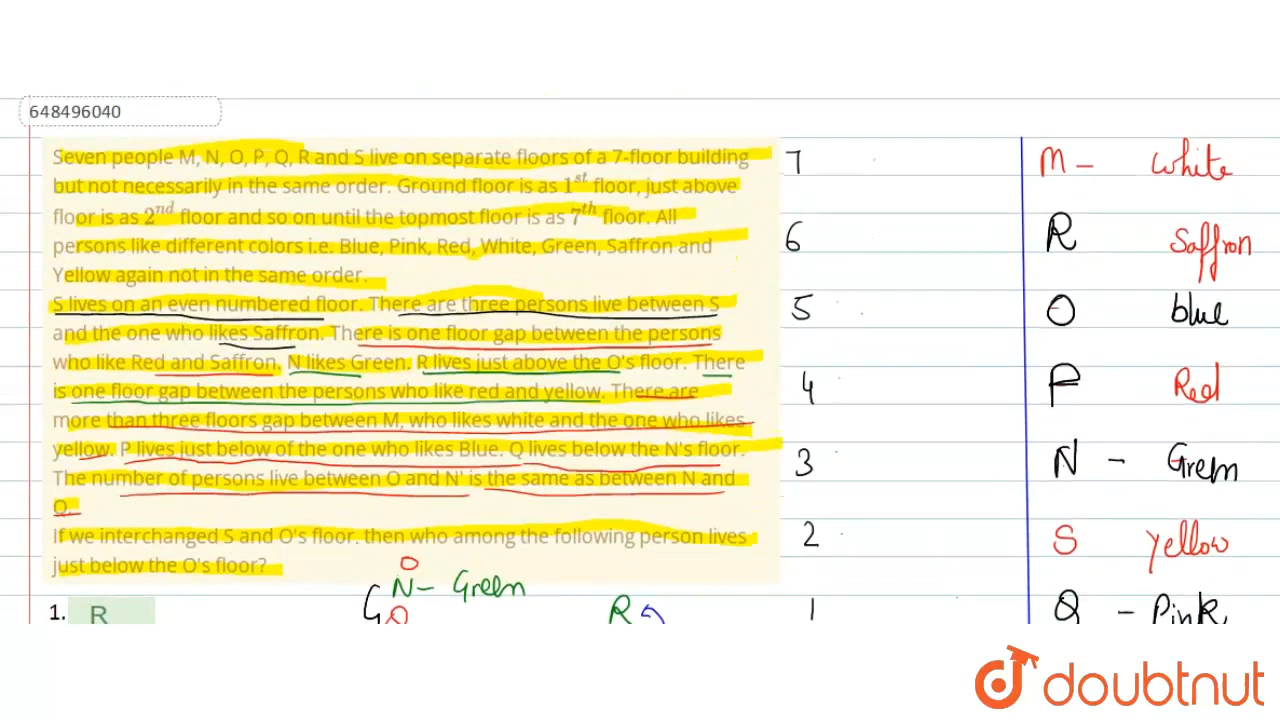 648496040
Seven people M, N, O, P, Q, R and S live on separate floors of a 7-floor building
but not necessarily in the same order. Ground floor is as 1st floor, just above
floor is as 2nd floor and so on until the topmost floor is as 7th floor. All
persons like different colors i.e. Blue, Pink, Red, White, Green, Saffron and
Yellow again not in the same order.
S lives on an even numbered floor. There are three persons live between S
and the one who likes Saffron. There is one floor gap between the persons
who like Red and Saffron. N likes Green. R lives just above the O's floor. There
is one floor gap between the persons who like red and yellow. There are
more than three floors gap between M, who likes white and the one who likes
yellow. P lives just below of the one who likes Blue. Q lives below the N's floor.
The number of persons live between O and N' is the same as between N and
Q.
If we interchanged S and O's floor. then who among the following person lives
just below the O's floor?
1. R
O
N- Green
Q
R
7 M- white
6 R Saffron
5 O blue
4 P Red
3 N - Green
2 S yellow
1 Q - Pink
doubtnut